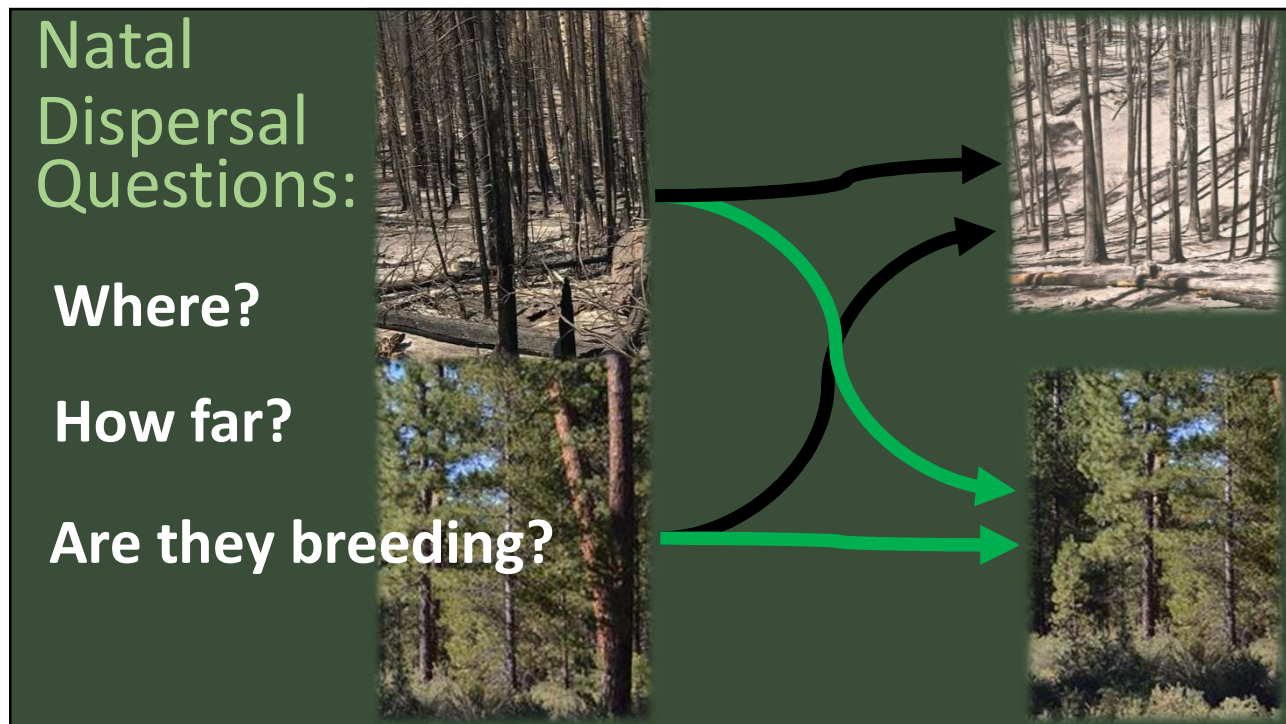 Natal
Dispersal
Questions:
Where?
How far?
Are they breeding?